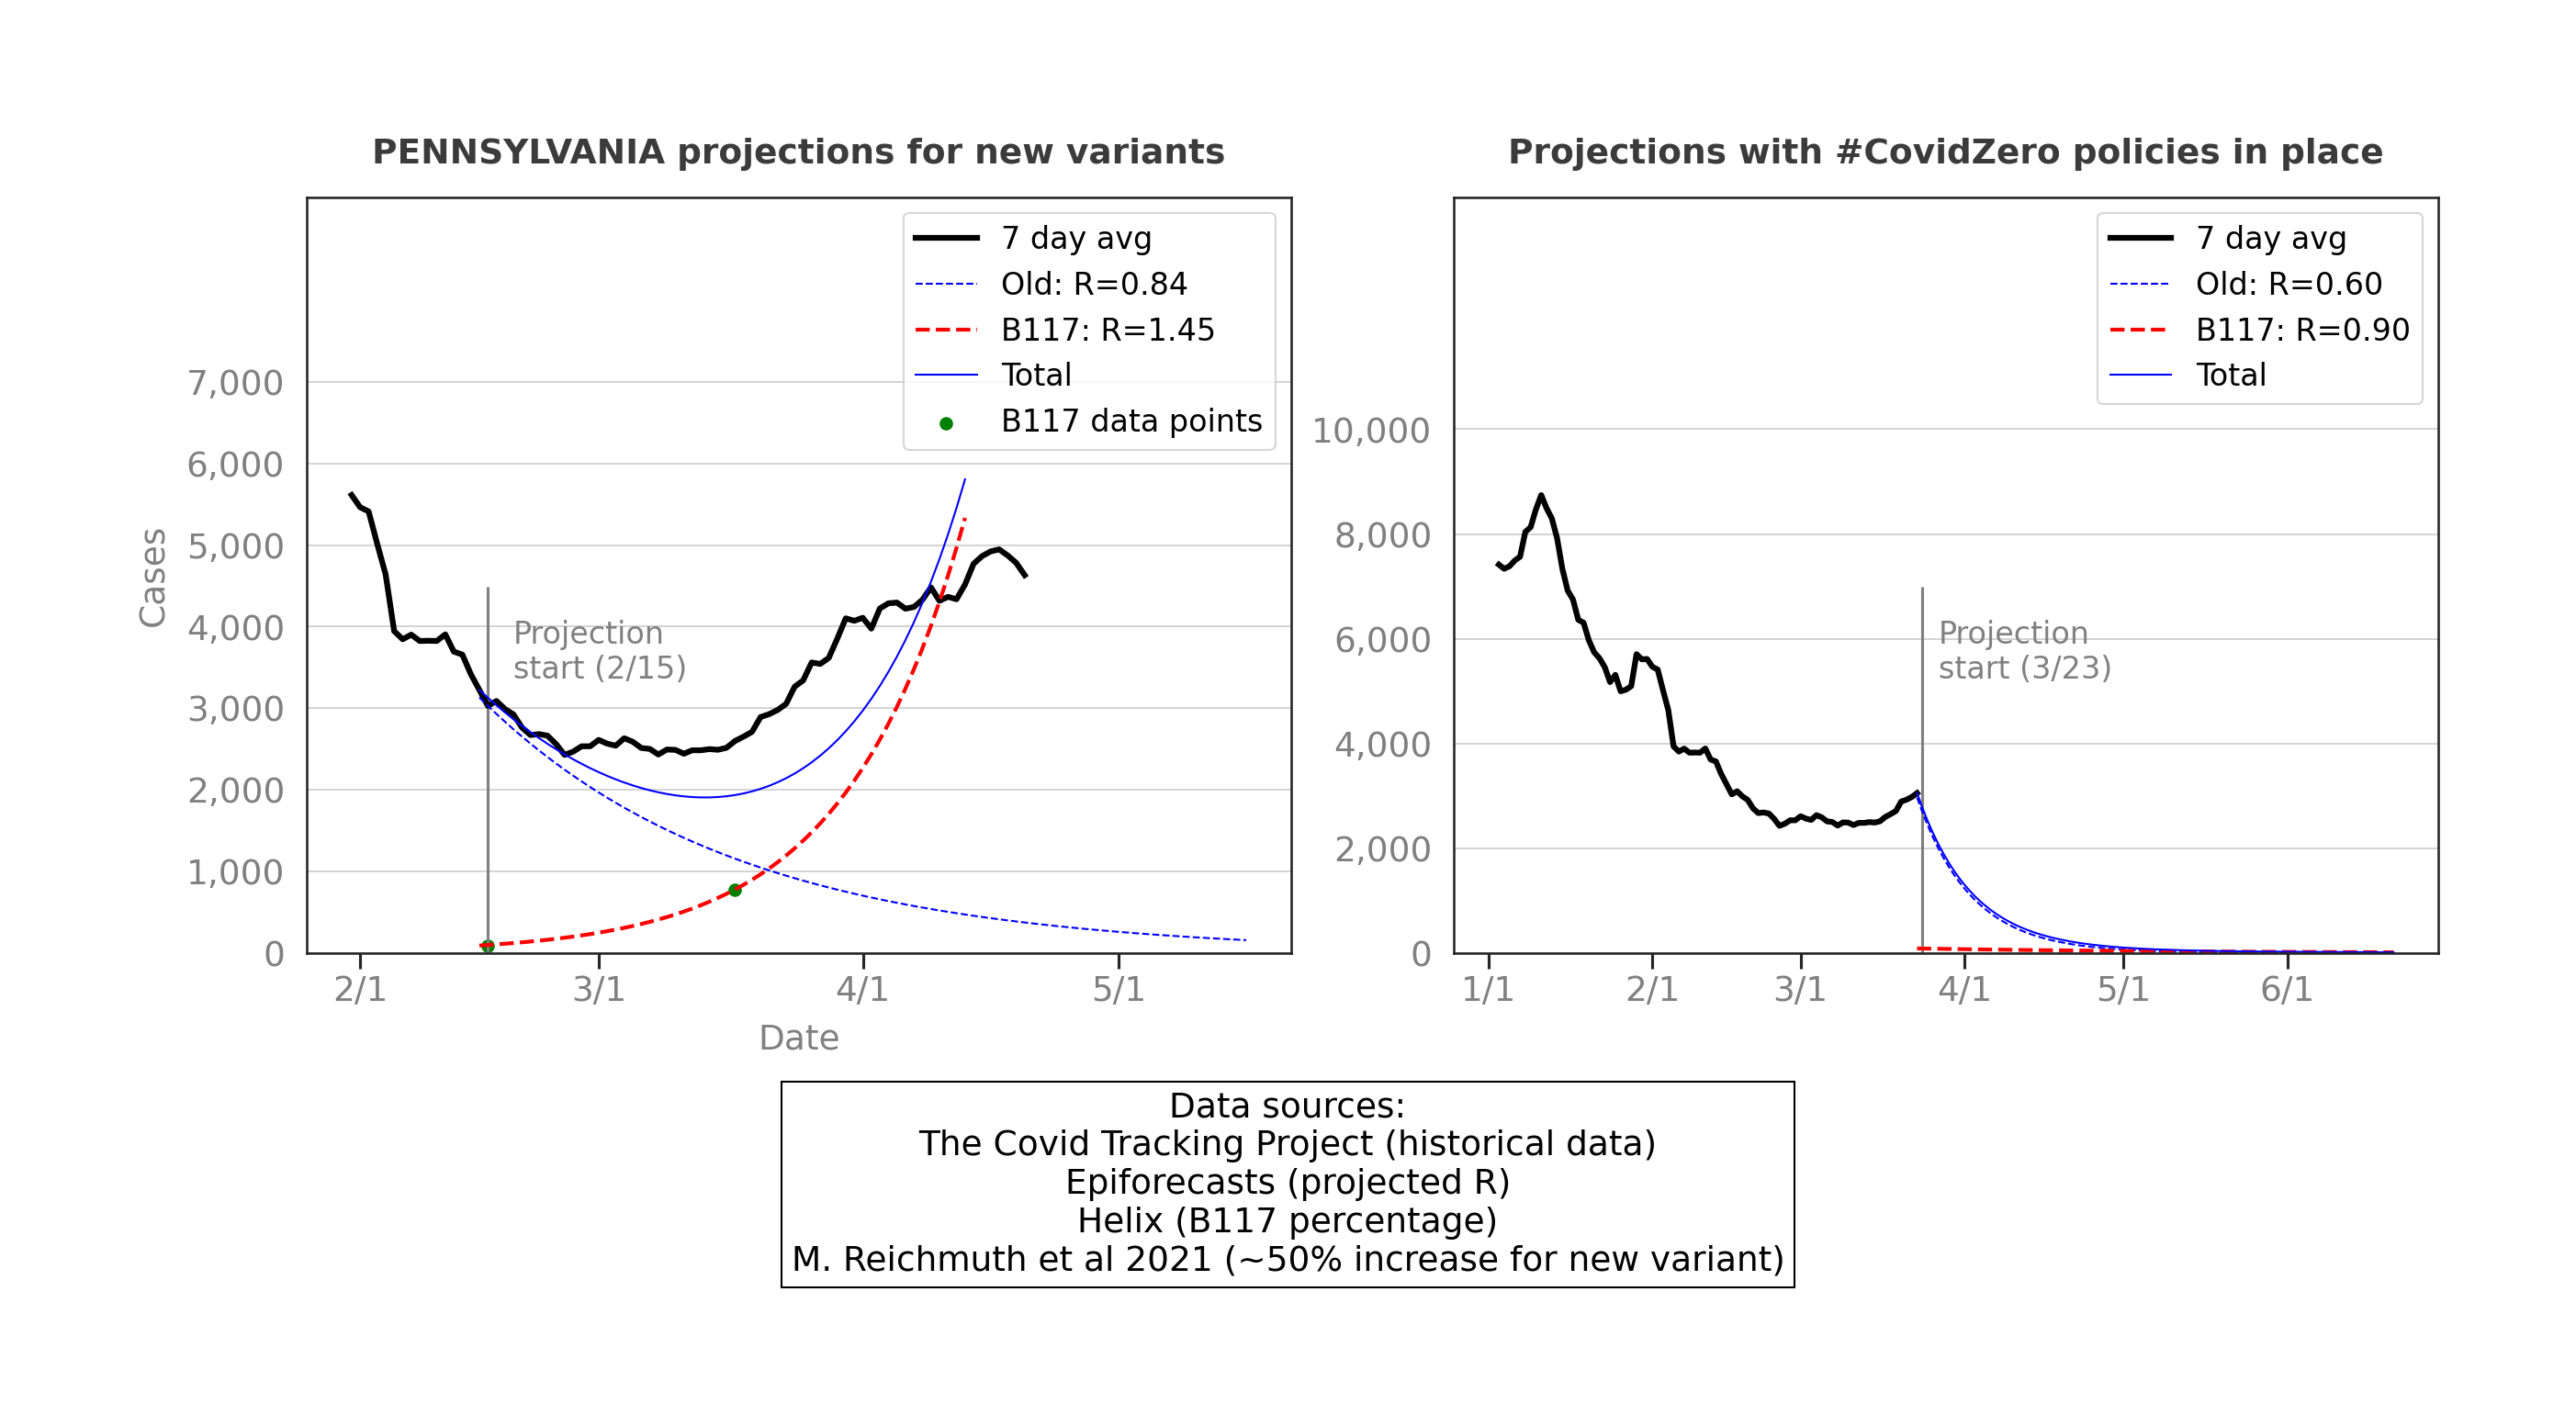 PENNSYLVANIA projections for new variants
7 day avg
Old: R=0.84
B117: R=1.45
Total
B117 data points
7,000
6,000
5,000
4,000
3,000
2,000
1,000
0
Cases
Projection
start (2/15)
2/1
3/1
4/1
5/1
Date
Projections with #CovidZero policies in place
7 day avg
Old: R=0.60
B117: R=0.90
Total
10,000
8,000
6,000
4,000
2,000
0
Projection
start (3/23)
1/1
2/1
3/1
4/1
5/1
6/1
Data sources:
The Covid Tracking Project (historical data)
Epiforecasts (projected R)
Helix (B117 percentage)
M. Reichmuth et al 2021 (~50% increase for new variant)